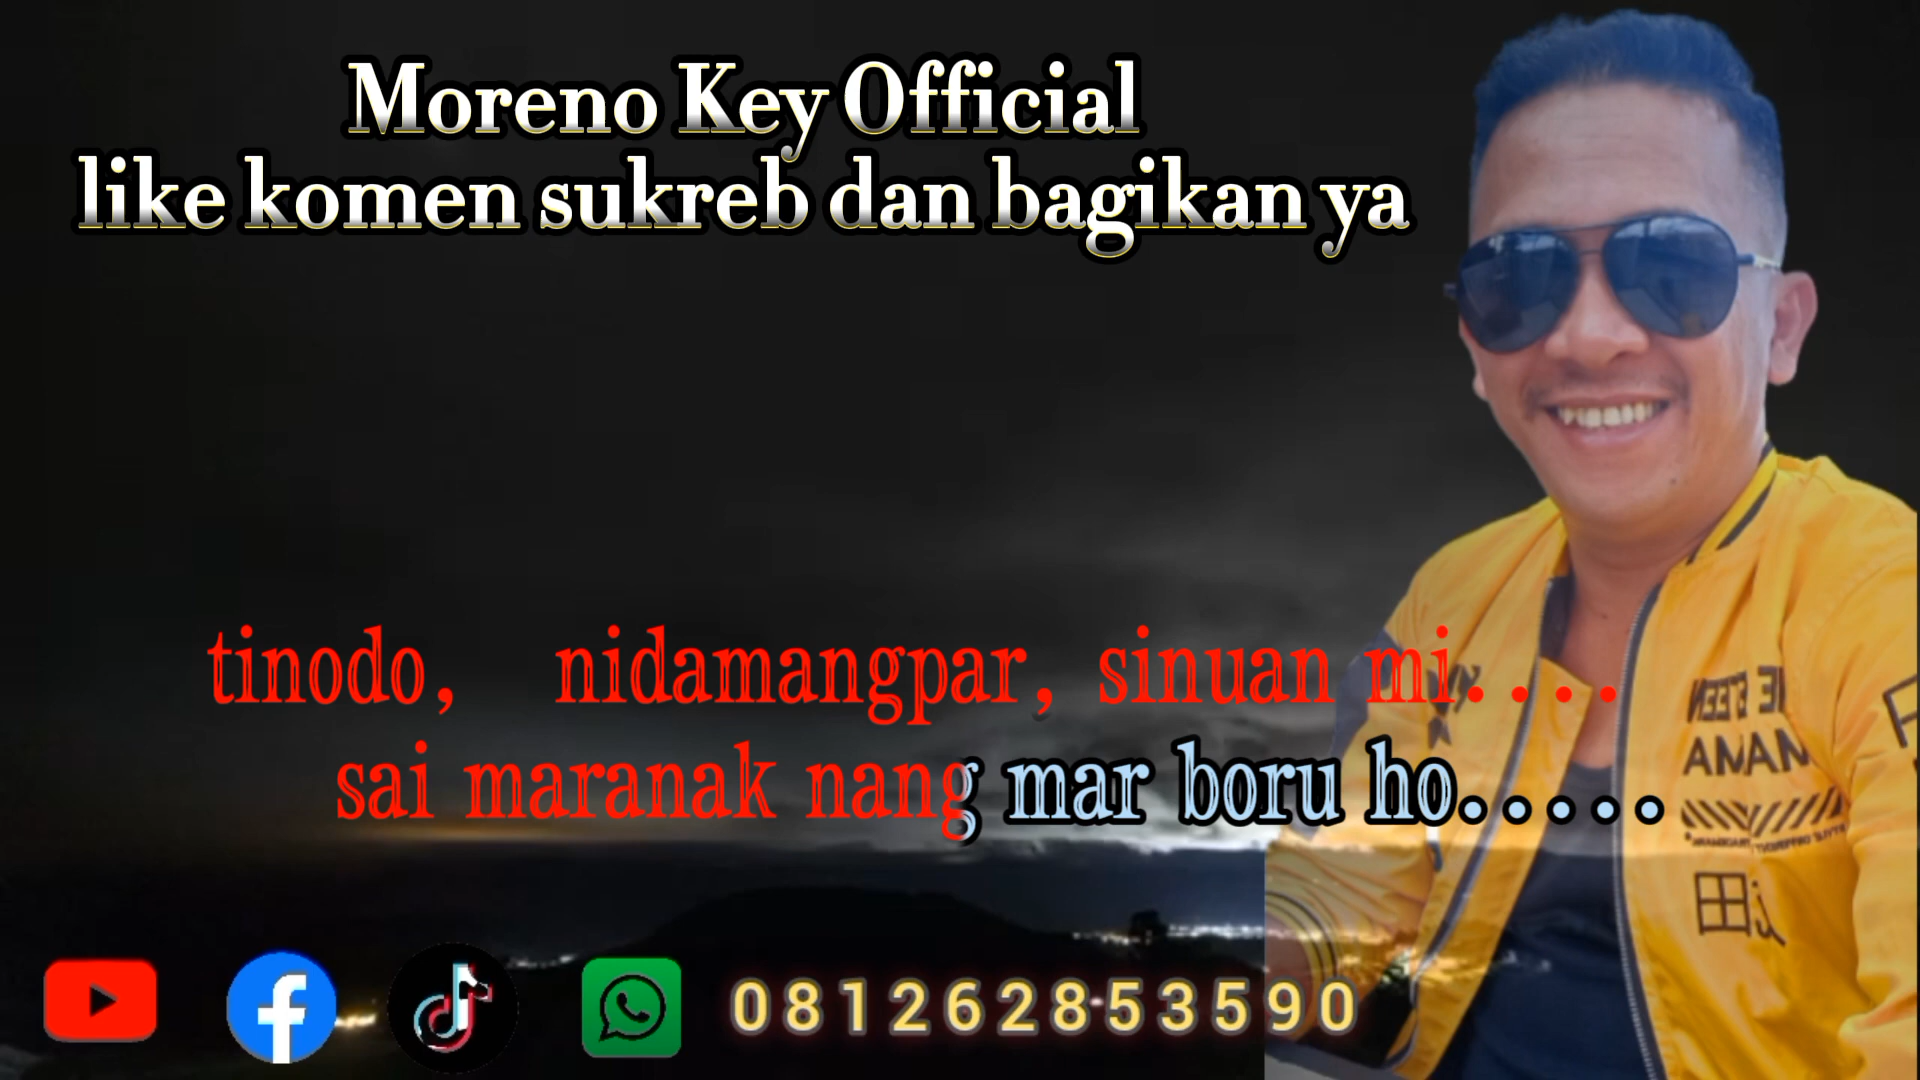 Moreno Key Official
like komen sukreb dan bagikan ya
tinodo, nidamangpar, sinuan mi....
sai maranak nang mar boru ho.....
081262853590